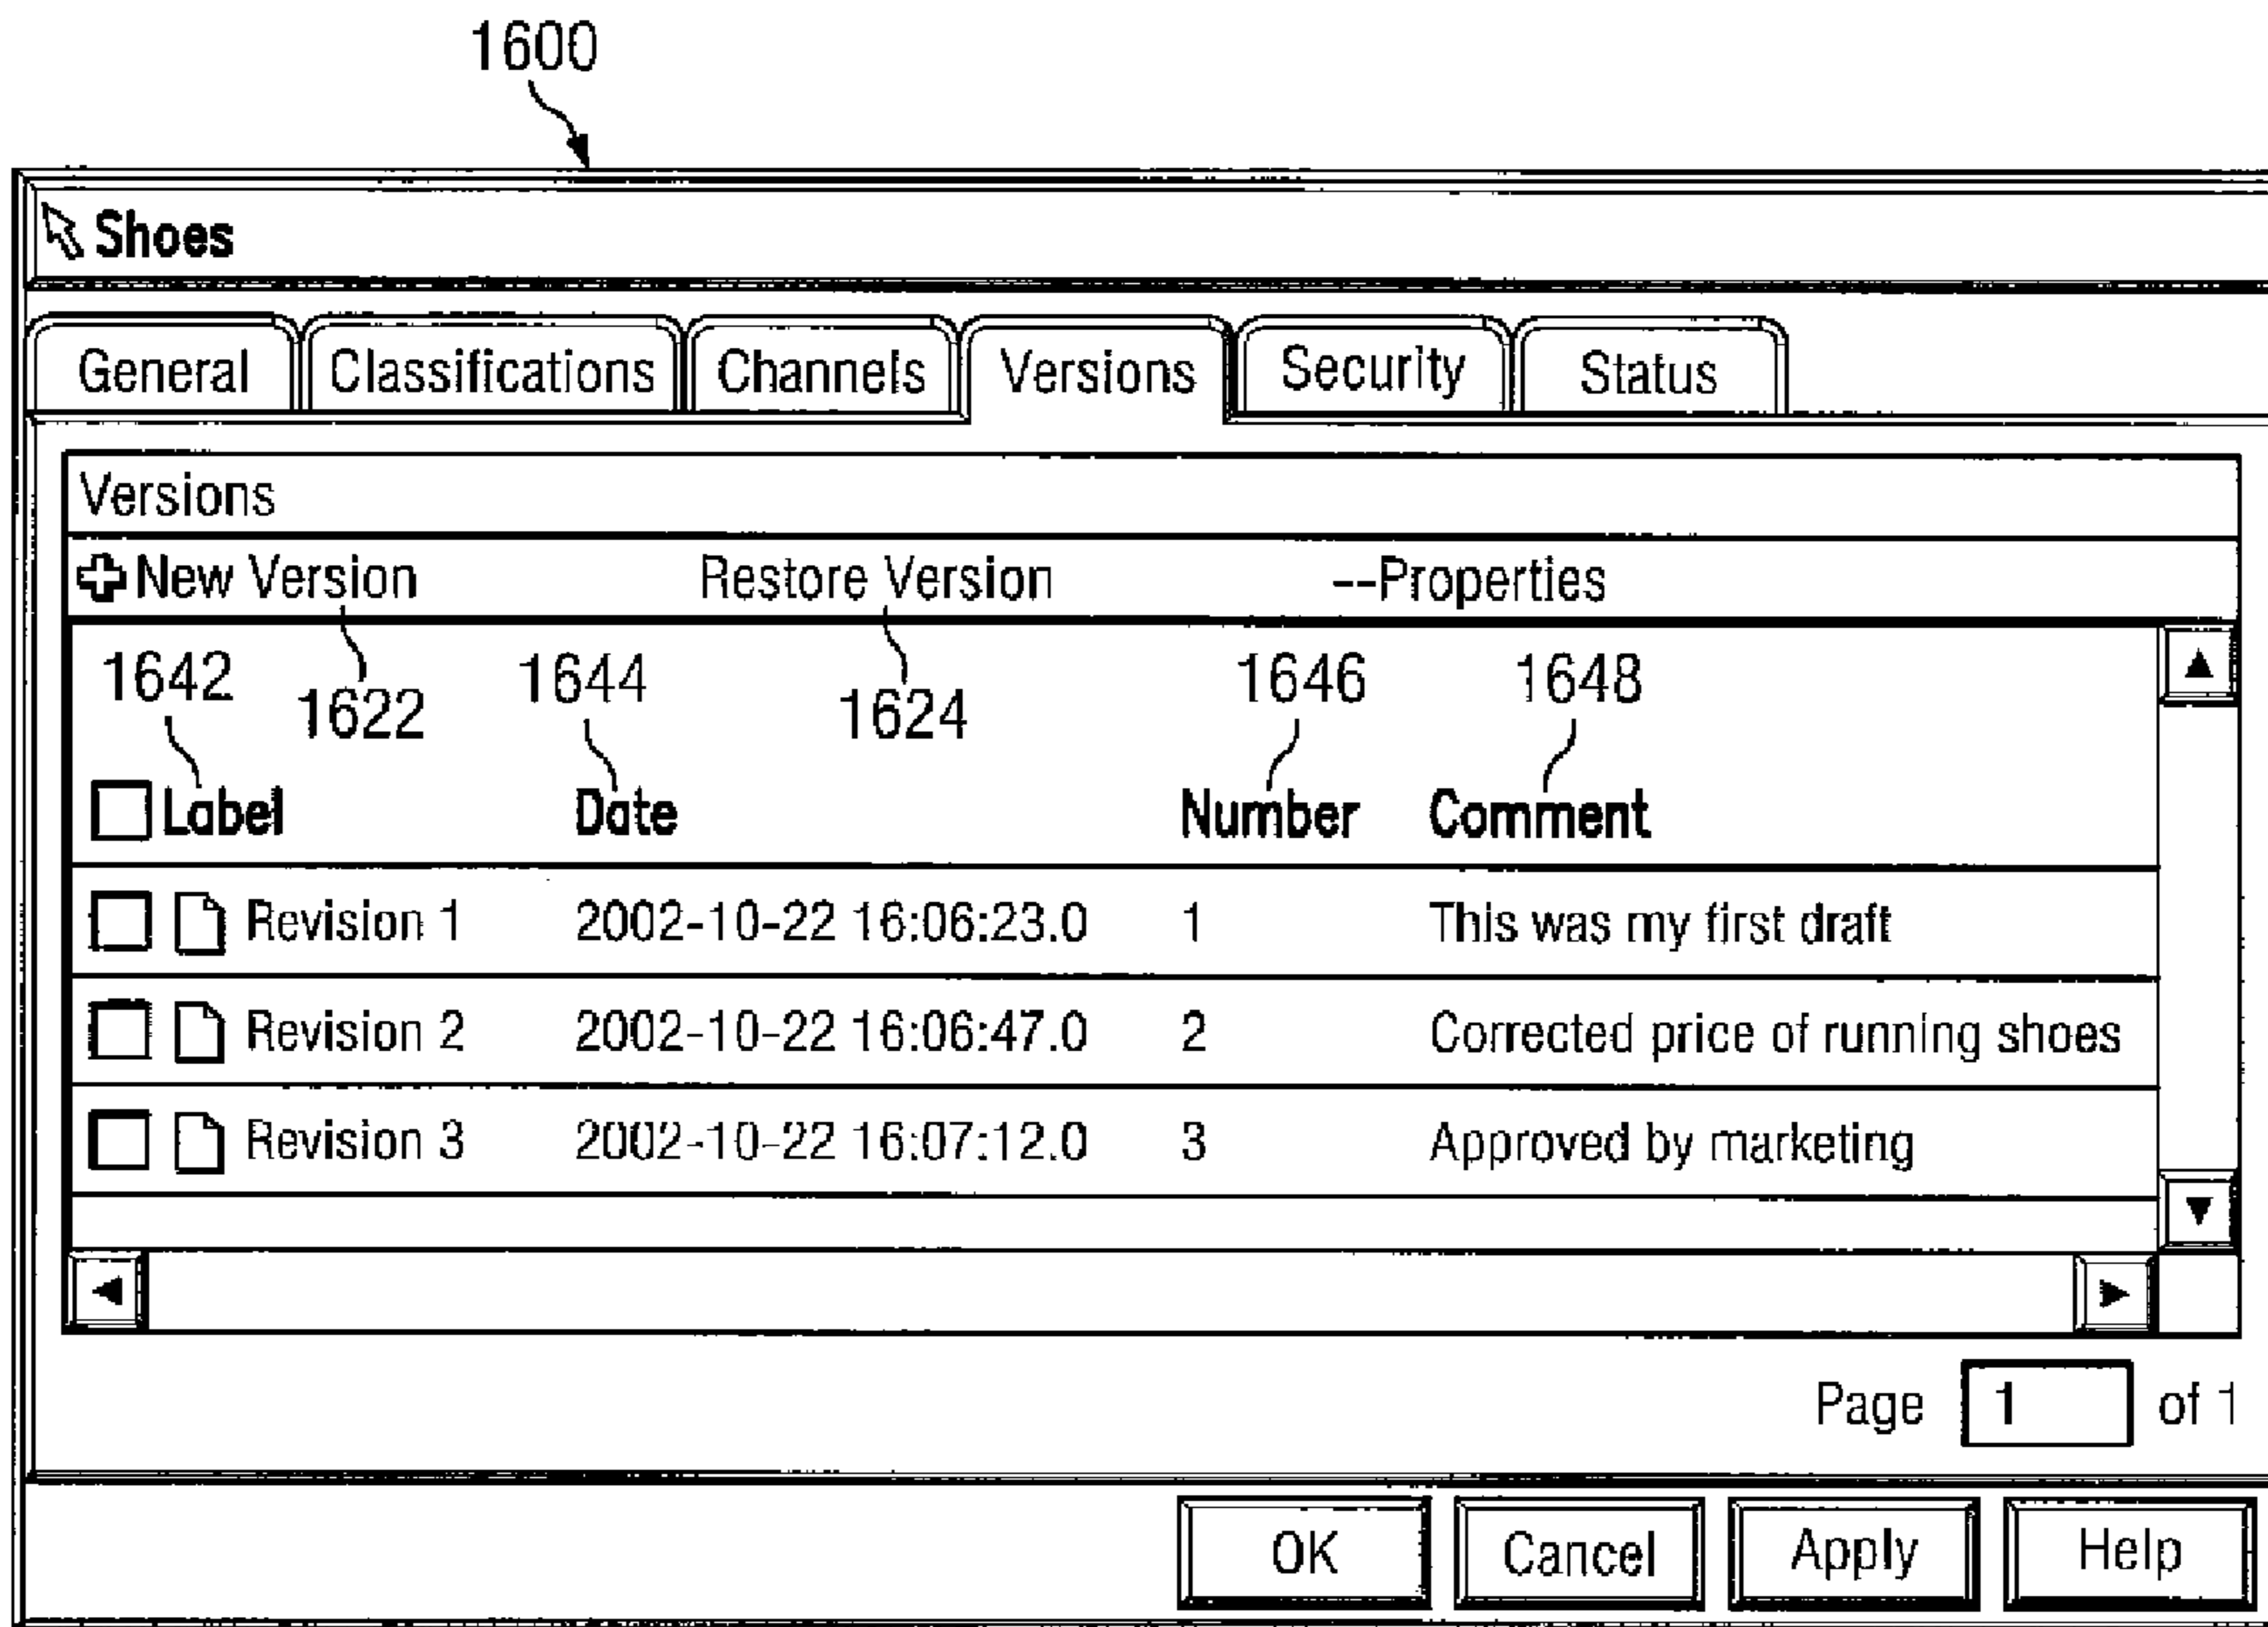 1600
Shoes
General Classifications Channels Versions Security Status
Versions
New Version Restore Version --Properties
1642 1622 1644 1624 1646 1648
Label Date Number Comment
Revision 1 2002-10-22 16:06:23.0 1 This was my first draft
Revision 2 2002-10-22 16:06:47.0 2 Corrected price of running shoes
Revision 3 2002-10-22 16:07:12.0 3 Approved by marketing
Page 1 of 1
OK Cancel Apply Help